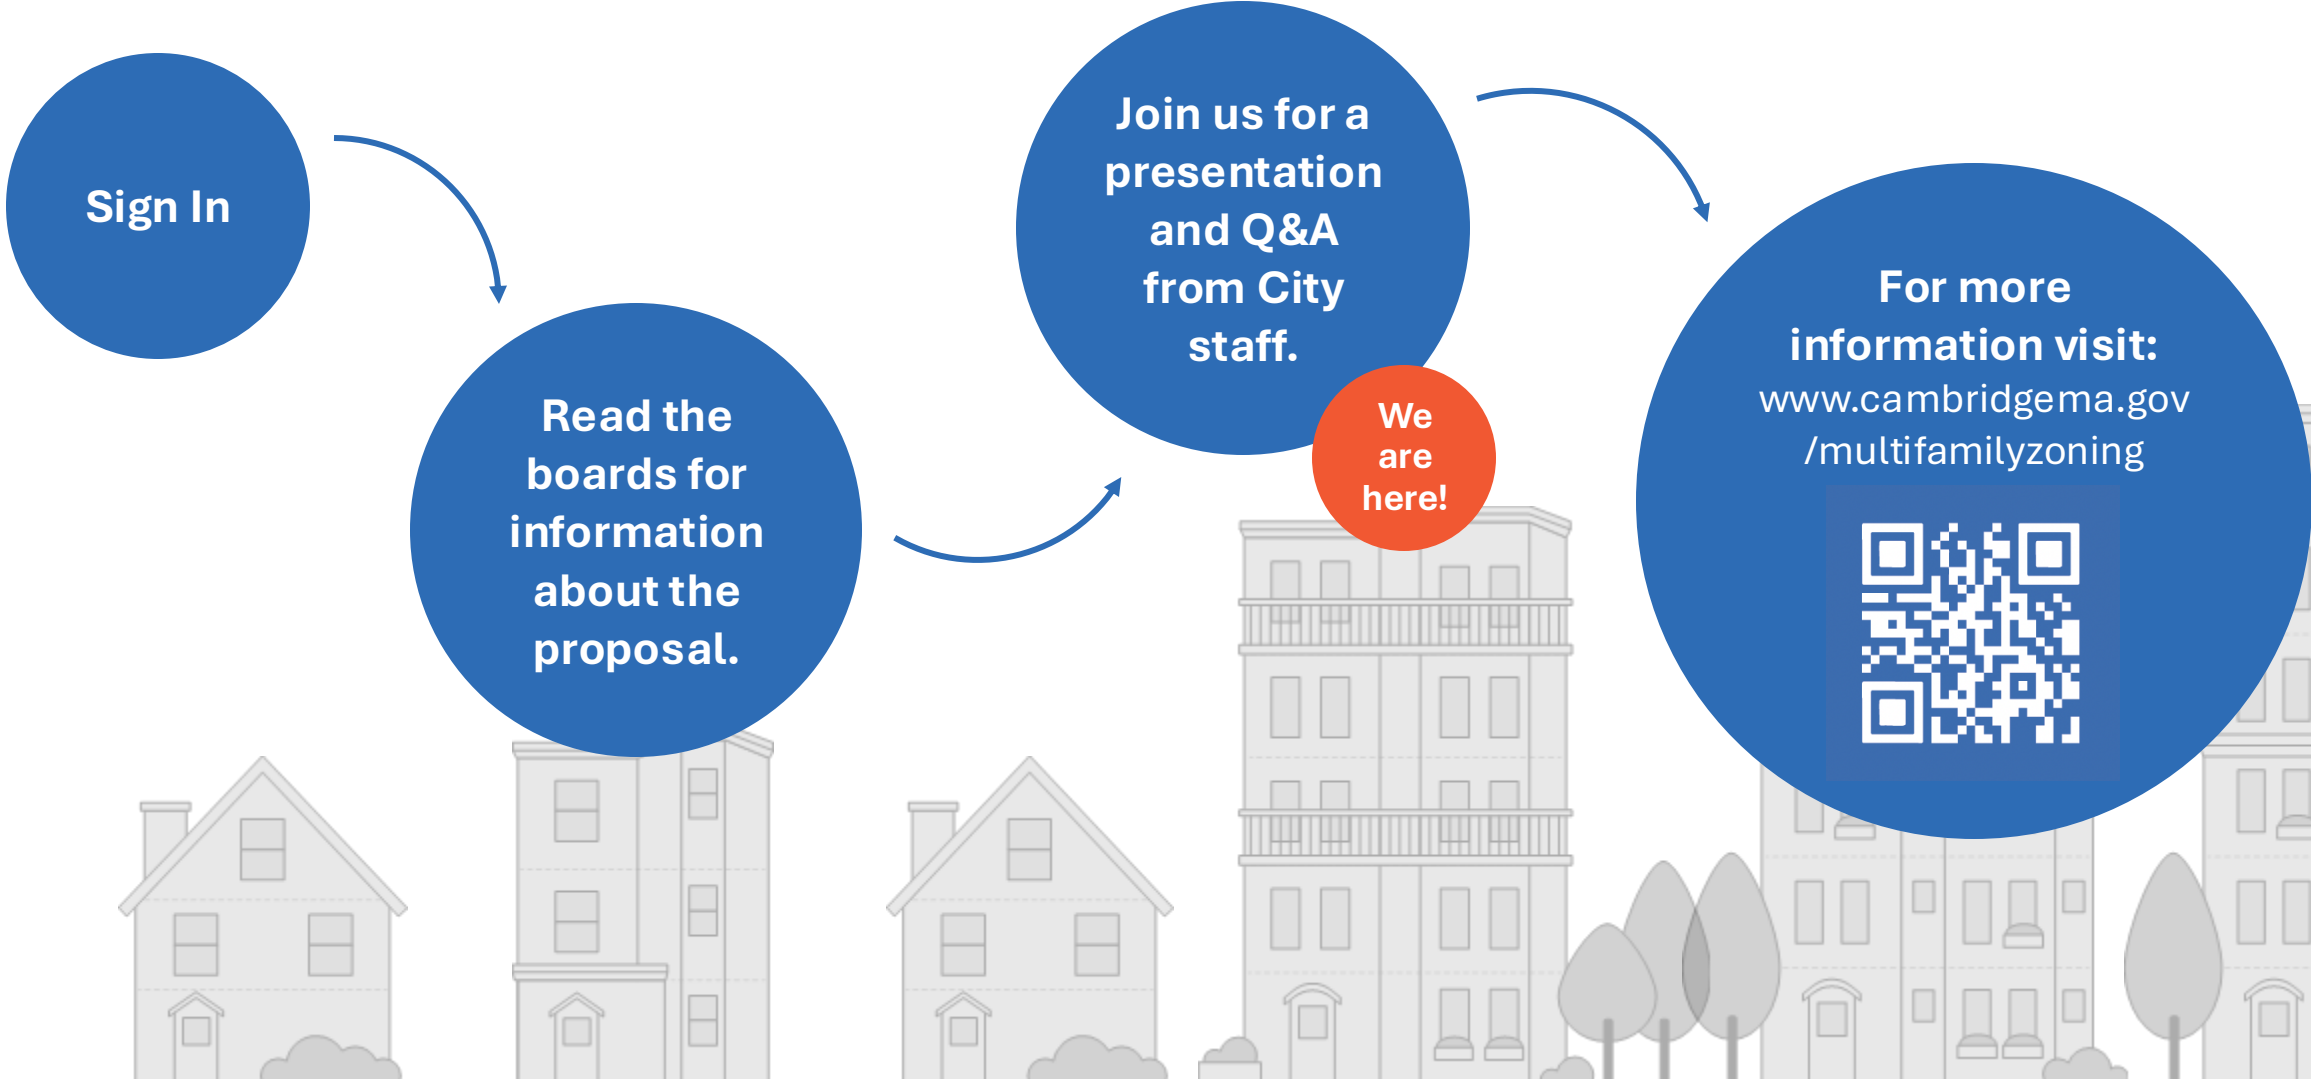 Sign In
Read the
boards for
information
about the
proposal.
Join us for a
presentation
and Q&A
from City
staff.
We
are
here!
For more
information visit:
www.cambridgema.gov
/multifamilyzoning